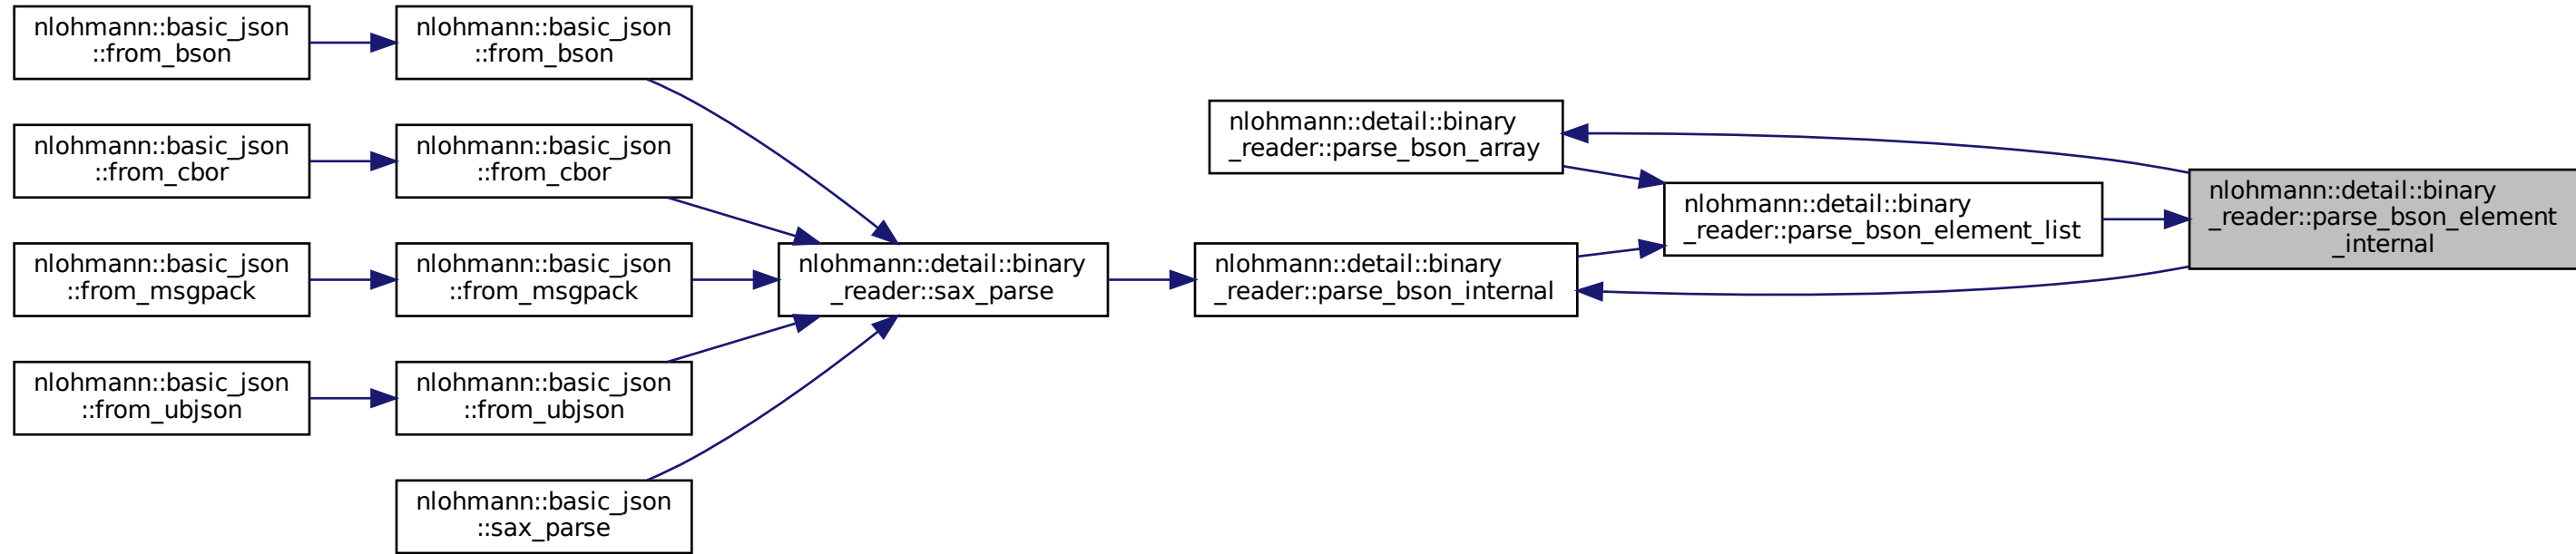 nlohmann::basic_json
::from_bson
nlohmann::basic_json
::from_bson
nlohmann::basic_json
::from_cbor
nlohmann::basic_json
::from_cbor
nlohmann::basic_json
::from_msgpack
nlohmann::basic_json
::from_msgpack
nlohmann::basic_json
::from_ubjson
nlohmann::basic_json
::from_ubjson
nlohmann::basic_json
::sax_parse
nlohmann::detail::binary
_reader::sax_parse
nlohmann::detail::binary
_reader::parse_bson_array
nlohmann::detail::binary
_reader::parse_bson_internal
nlohmann::detail::binary
_reader::parse_bson_element_list
nlohmann::detail::binary
_reader::parse_bson_element
_internal